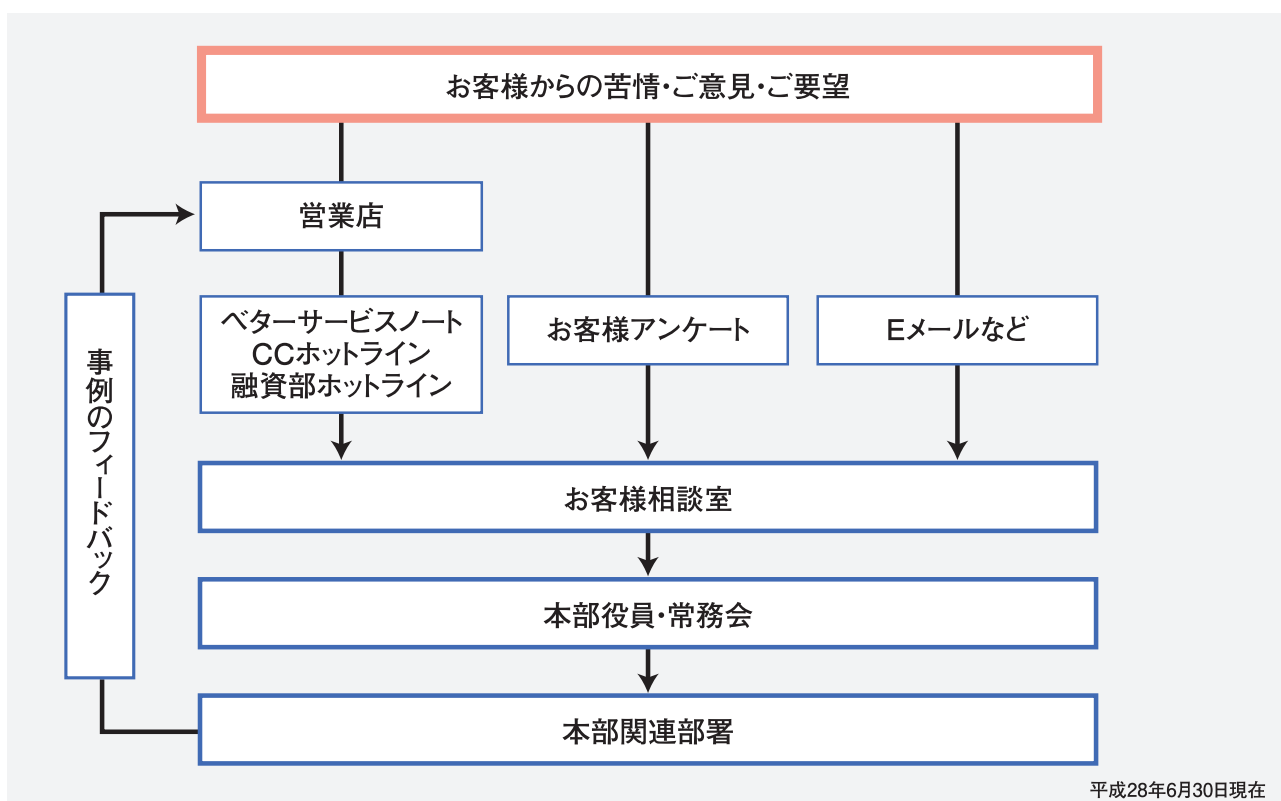 お客様からの苦情・ご意見・ご要望
営業店
ベターサービスノート
CCホットライン
融資部ホットライン
お客様アンケート
Eメールなど
事例のフィードバック
お客様相談室
本部役員・常務会
本部関連部署
平成28年6月30日現在